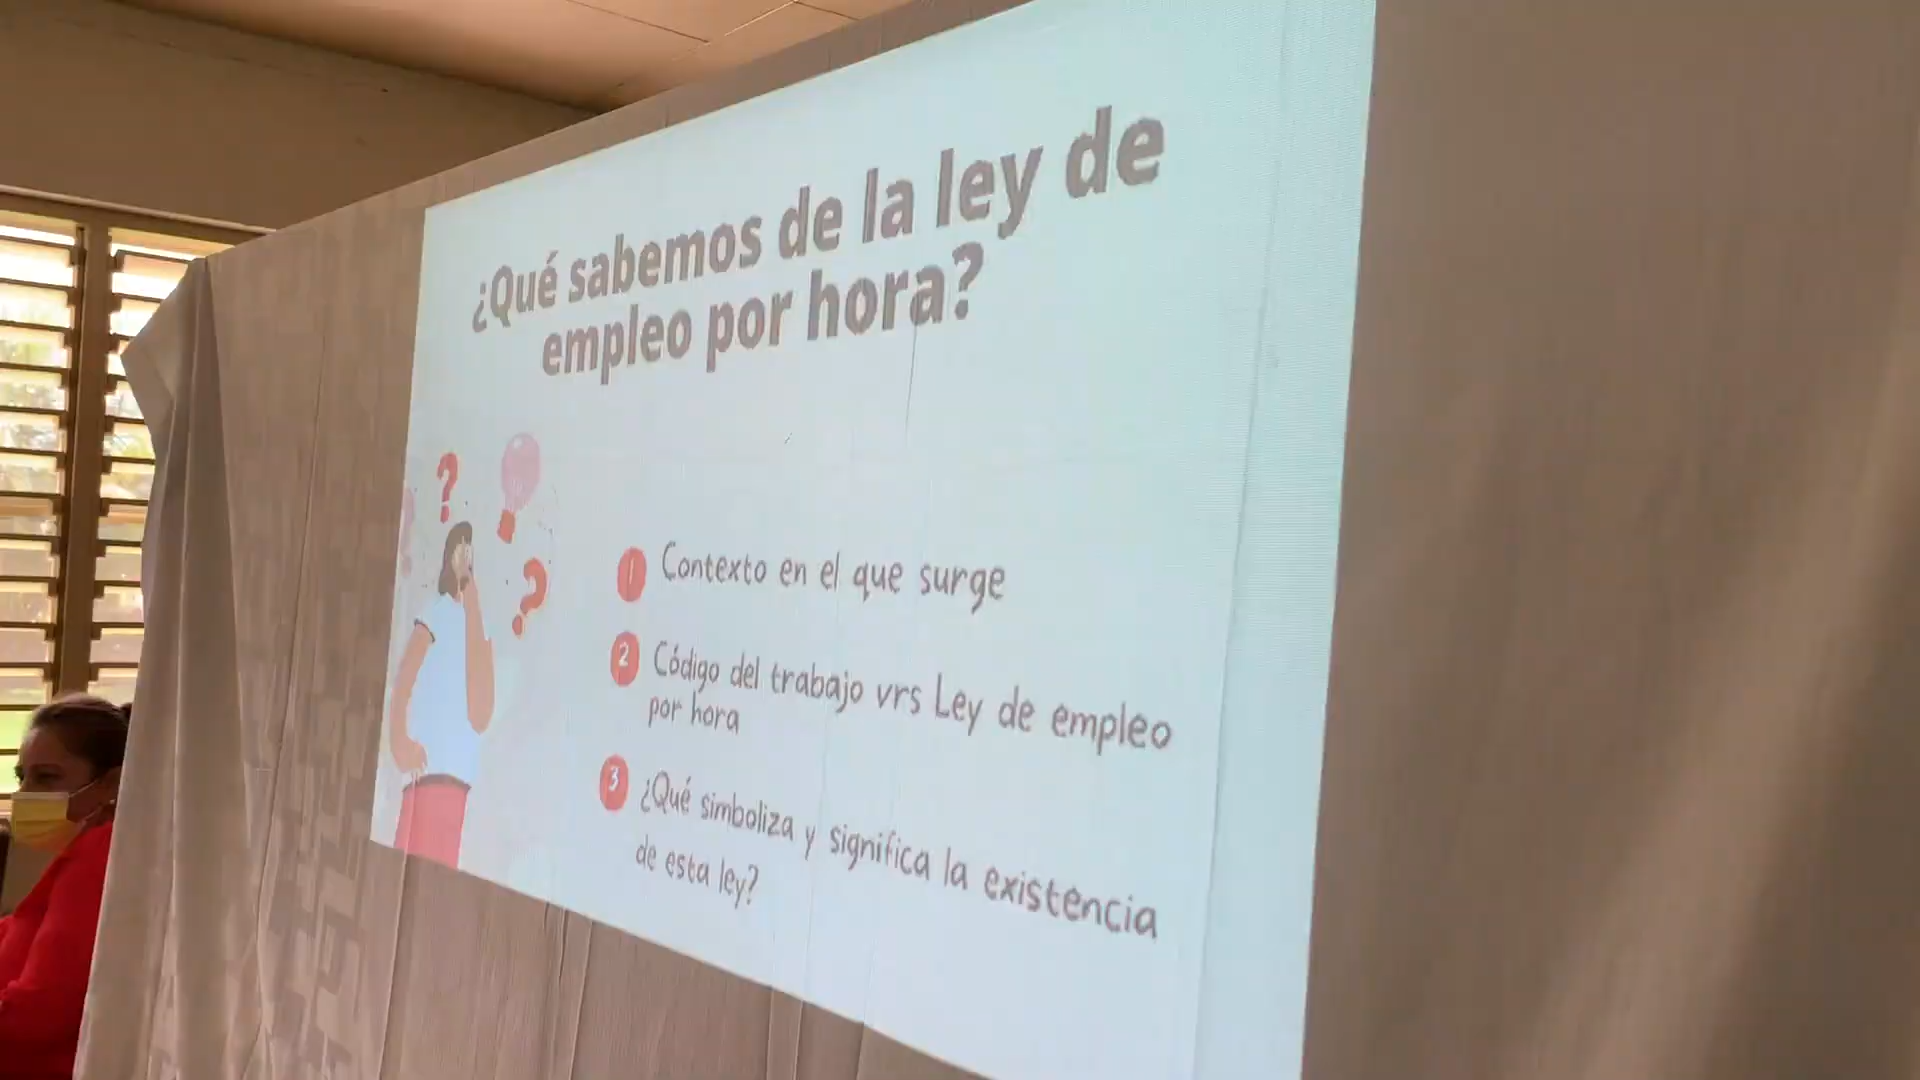 ¿Qué sabemos de la ley de
empleo por hora?
1 Contexto en el que surge
2 Código del trabajo vrs Ley de empleo
por hora
3 ¿Qué simboliza y significa la existencia
de esta ley?